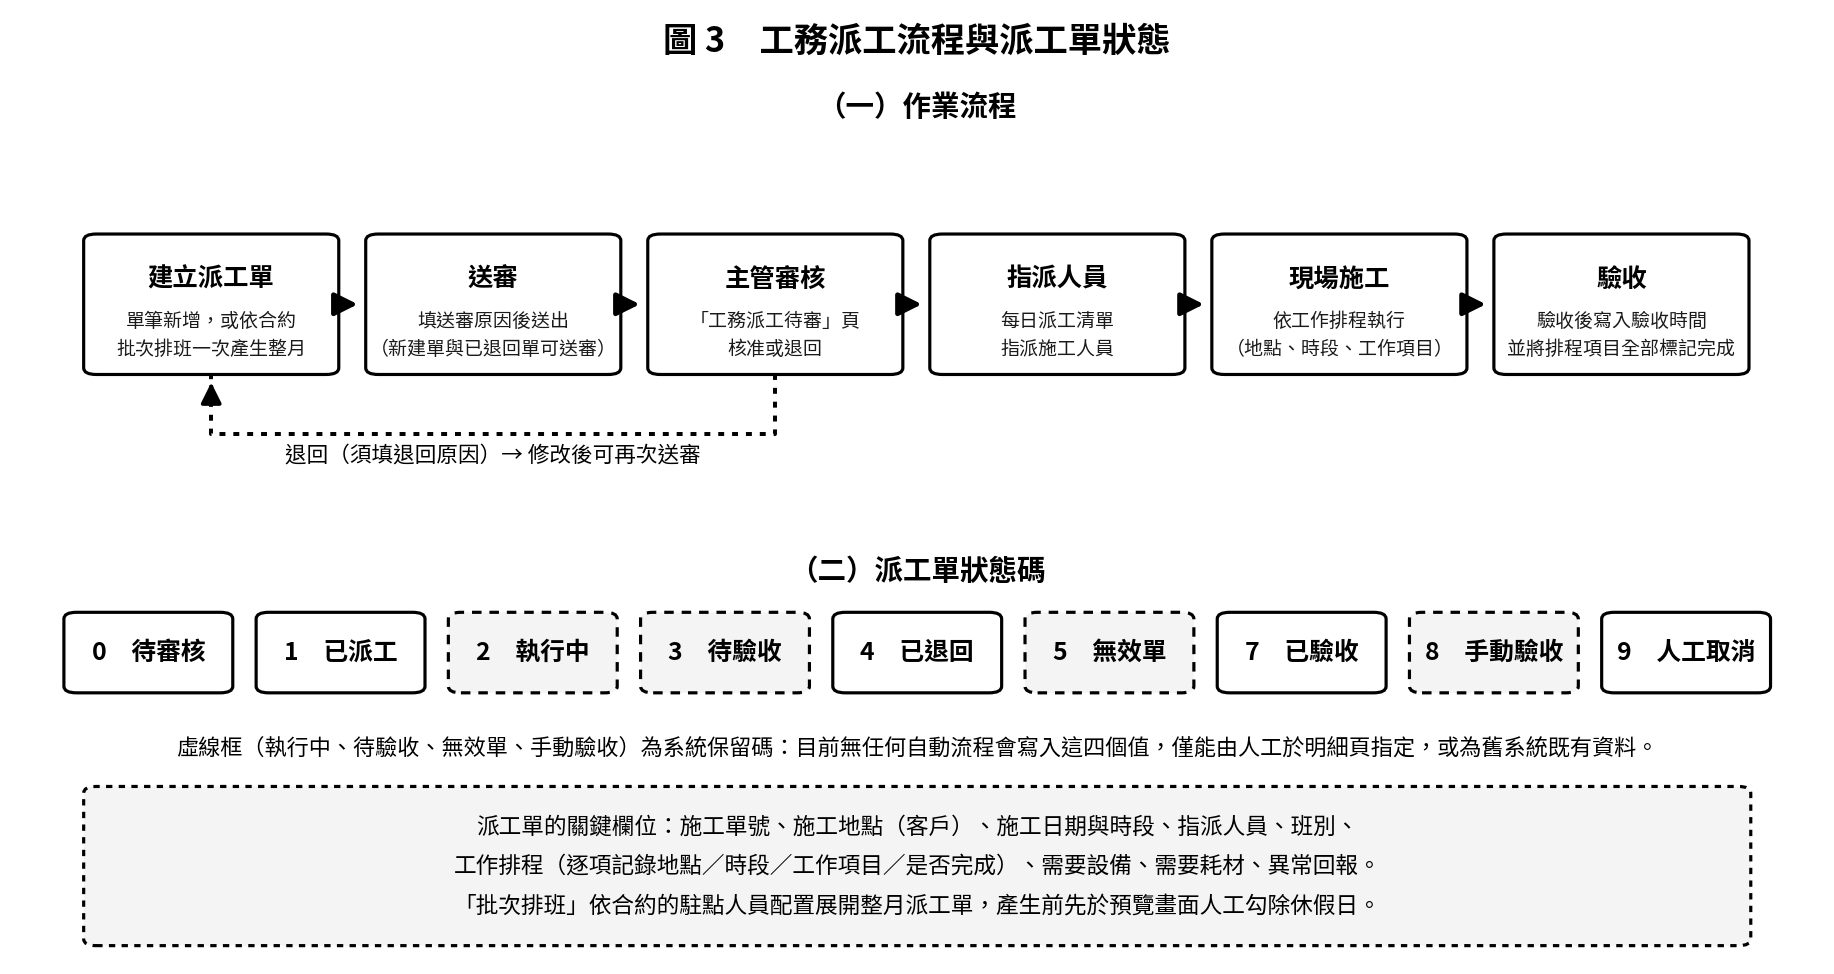 圖 3　工務派工流程與派工單狀態
（一）作業流程
建立派工單
單筆新增，或依合約
批次排班一次產生整月
送審
填送審原因後送出
（新建單與已退回單可送審）
主管審核
「工務派工待審」頁
核准或退回
指派人員
每日派工清單
指派施工人員
現場施工
依工作排程執行
（地點、時段、工作項目）
驗收
驗收後寫入驗收時間
並將排程項目全部標記完成
退回（須填退回原因）→ 修改後可再次送審
（二）派工單狀態碼
0　待審核
1　已派工
2　執行中
3　待驗收
4　已退回
5　無效單
7　已驗收
8　手動驗收
9　人工取消
虛線框（執行中、待驗收、無效單、手動驗收）為系統保留碼：目前無任何自動流程會寫入這四個值，僅能由人工於明細頁指定，或為舊系統既有資料。
派工單的關鍵欄位：施工單號、施工地點（客戶）、施工日期與時段、指派人員、班別、
工作排程（逐項記錄地點／時段／工作項目／是否完成）、需要設備、需要耗材、異常回報。
「批次排班」依合約的駐點人員配置展開整月派工單，產生前先於預覽畫面人工勾除休假日。